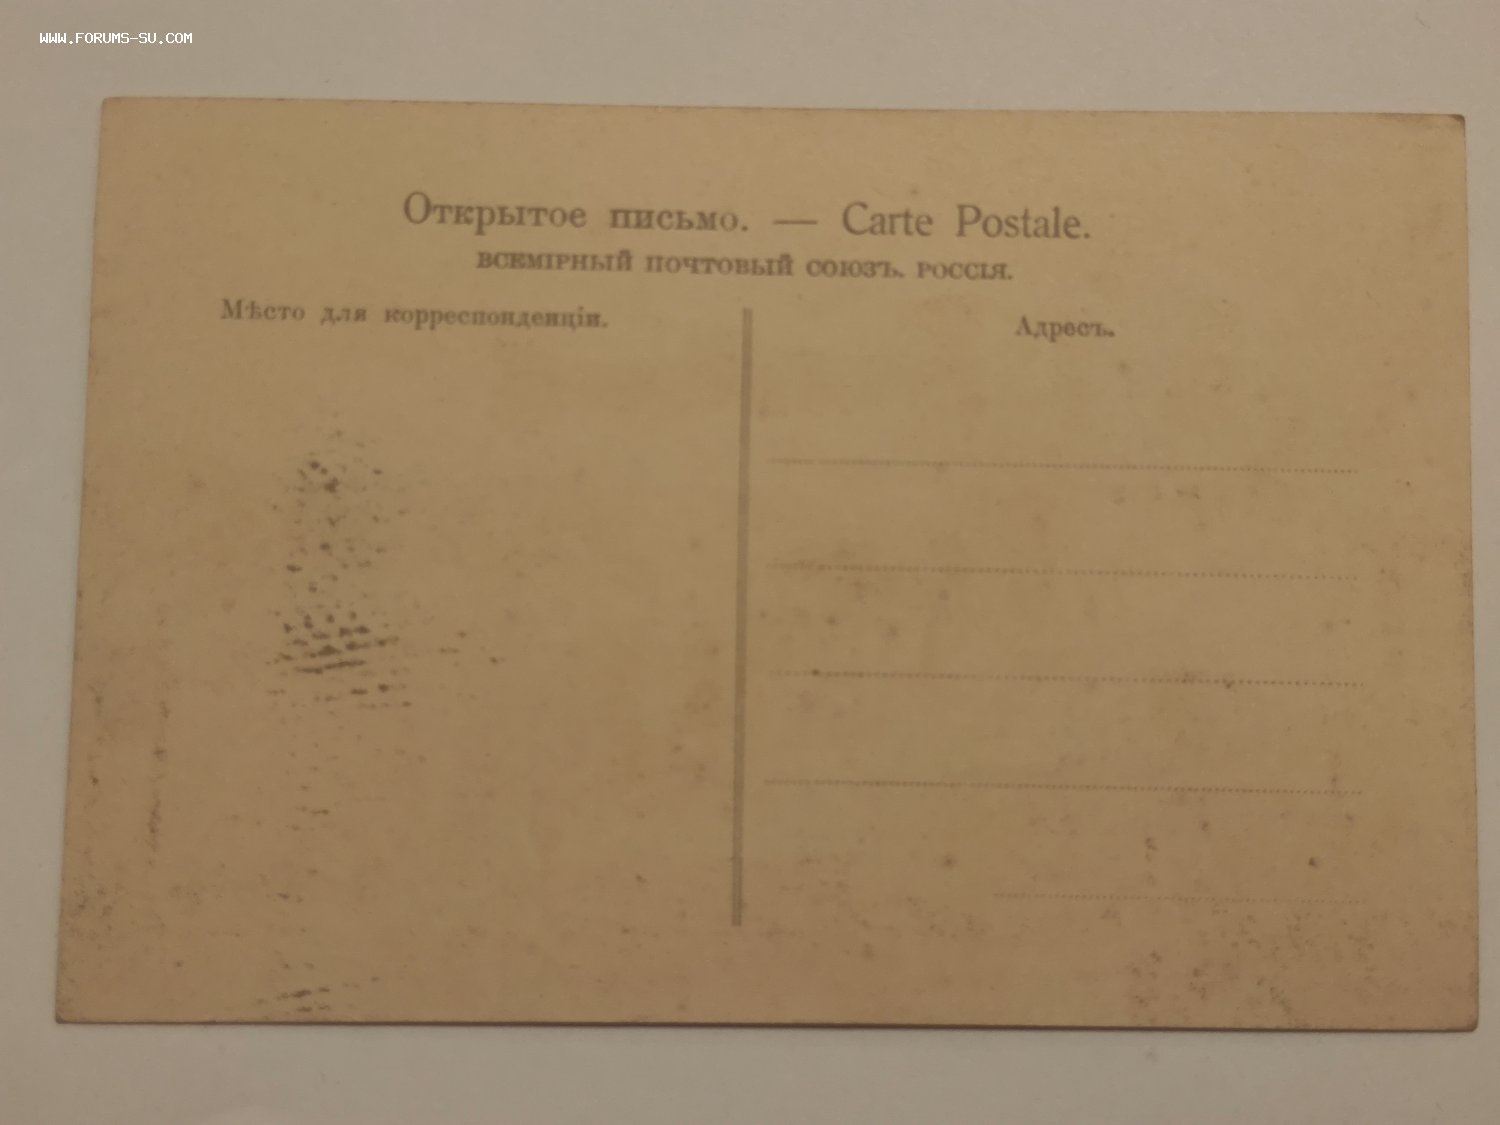 WWW.FORUMS-SU.COM
Открытое письмо. — Carte Postale.
ВСЕМІРНЫЙ ПОЧТОВЫЙ СОЮЗЪ. РОССІЯ.
Мѣсто для корреспонденціи.
Адресъ.